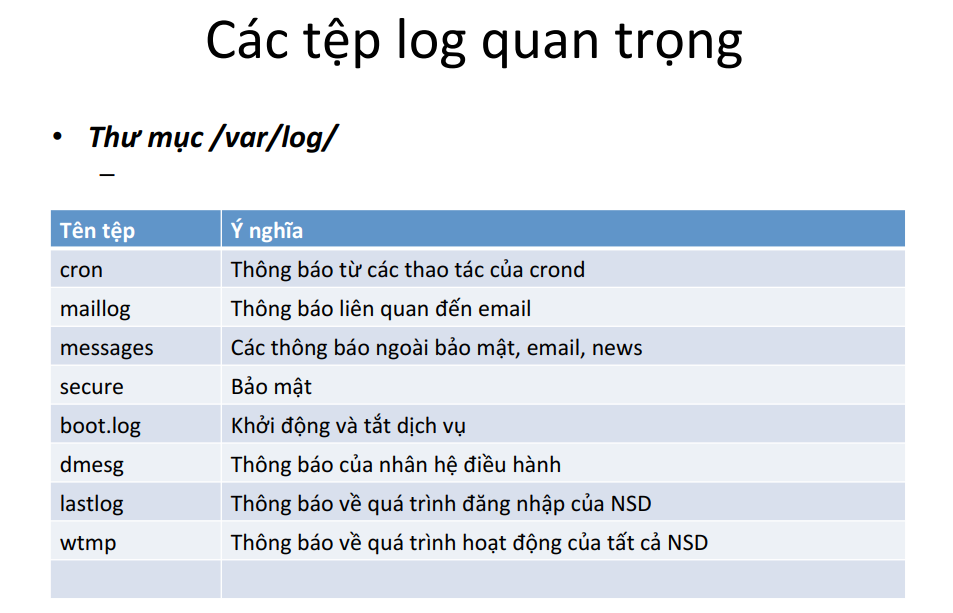 Các tệp log quan trọng
• Thư mục /var/log/
–
Tên tệp Ý nghĩa
cron Thông báo từ các thao tác của crond
maillog Thông báo liên quan đến email
messages Các thông báo ngoài bảo mật, email, news
secure Bảo mật
boot.log Khởi động và tắt dịch vụ
dmesg Thông báo của nhân hệ điều hành
lastlog Thông báo về quá trình đăng nhập của NSD
wtmp Thông báo về quá trình hoạt động của tất cả NSD